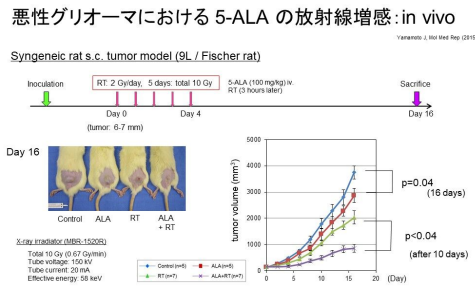 悪性グリオーマにおける 5-ALA の放射線増感：in vivo
Yamamoto J, Mol Med Rep (2015
Syngeneic rat s.c. tumor model (9L / Fischer rat)
Inoculation
RT: 2 Gy/day, 5 days: total 10 Gy
5-ALA (100 mg/kg) iv.
RT (3 hours later)
Sacrifice
Day 0
Day 4
Day 16
(tumor: 6-7 mm)
Day 16
Control
ALA
RT
ALA
+ RT
X-ray irradiator (MBR-1520R)
Total 10 Gy (0.67 Gy/min)
Tube voltage: 150 kV
Tube current: 20 mA
Effective energy: 58 keV
tumor volume (mm³)
5000
4000
3000
2000
1000
0
0
5
10
15
20
(Day)
p=0.04
(16 days)
p<0.04
(after 10 days)
Control (n=5)
ALA (n=5)
RT (n=7)
ALA+RT (n=7)